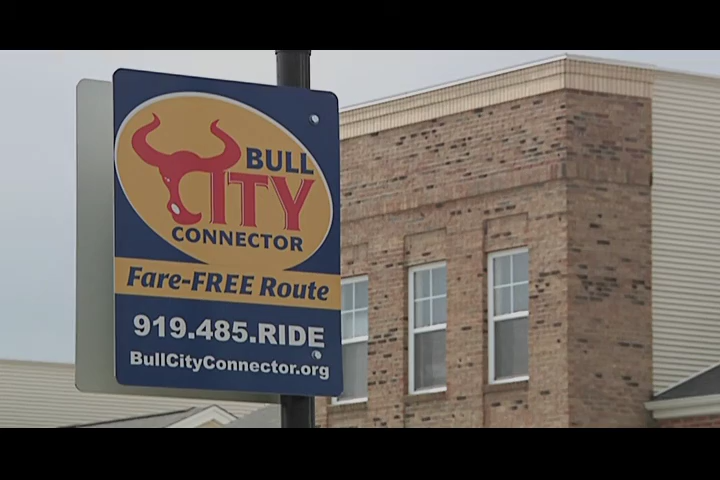 BULL
CITY
CONNECTOR
Fare-FREE Route
919.485.RIDE
BullCityConnector.org